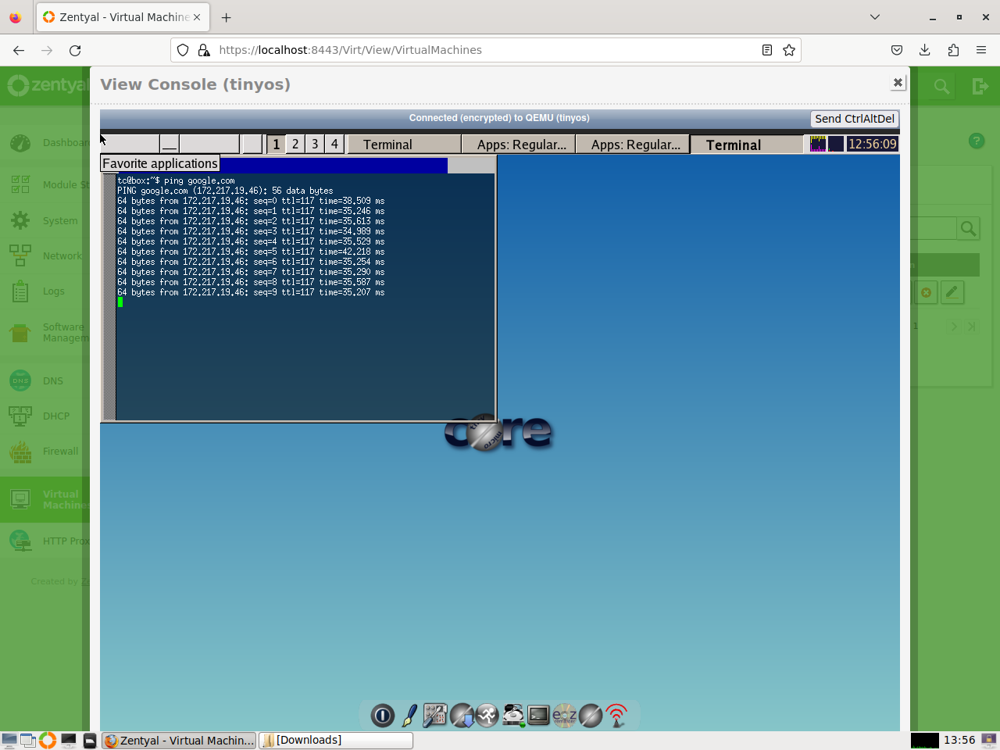 Zentyal - Virtual Machine
https://localhost:8443/Virt/View/VirtualMachines
zentyal
View Console (tinyos)
Connected (encrypted) to QEMU (tinyos)
Send CtrlAltDel
1 2 3 4 Terminal Apps: Regular... Apps: Regular... Terminal 12:56:09
Favorite applications
tc@box:~$ ping google.com
PING google.com (172.217.19.46): 56 data bytes
64 bytes from 172.217.19.46: seq=0 ttl=117 time=38.509 ms
64 bytes from 172.217.19.46: seq=1 ttl=117 time=35.246 ms
64 bytes from 172.217.19.46: seq=2 ttl=117 time=35.613 ms
64 bytes from 172.217.19.46: seq=3 ttl=117 time=34.989 ms
64 bytes from 172.217.19.46: seq=4 ttl=117 time=35.529 ms
64 bytes from 172.217.19.46: seq=5 ttl=117 time=42.218 ms
64 bytes from 172.217.19.46: seq=6 ttl=117 time=35.254 ms
64 bytes from 172.217.19.46: seq=7 ttl=117 time=35.290 ms
64 bytes from 172.217.19.46: seq=8 ttl=117 time=35.587 ms
64 bytes from 172.217.19.46: seq=9 ttl=117 time=35.207 ms
Dashboar
Module St
System
Network
Logs
Software
Managem
DNS
DHCP
Firewall
Virtual
Machines
HTTP Prox
Created by Ze
1
core
tiny
micro
ezremaster
Zentyal - Virtual Machin...
[Downloads]
13:56